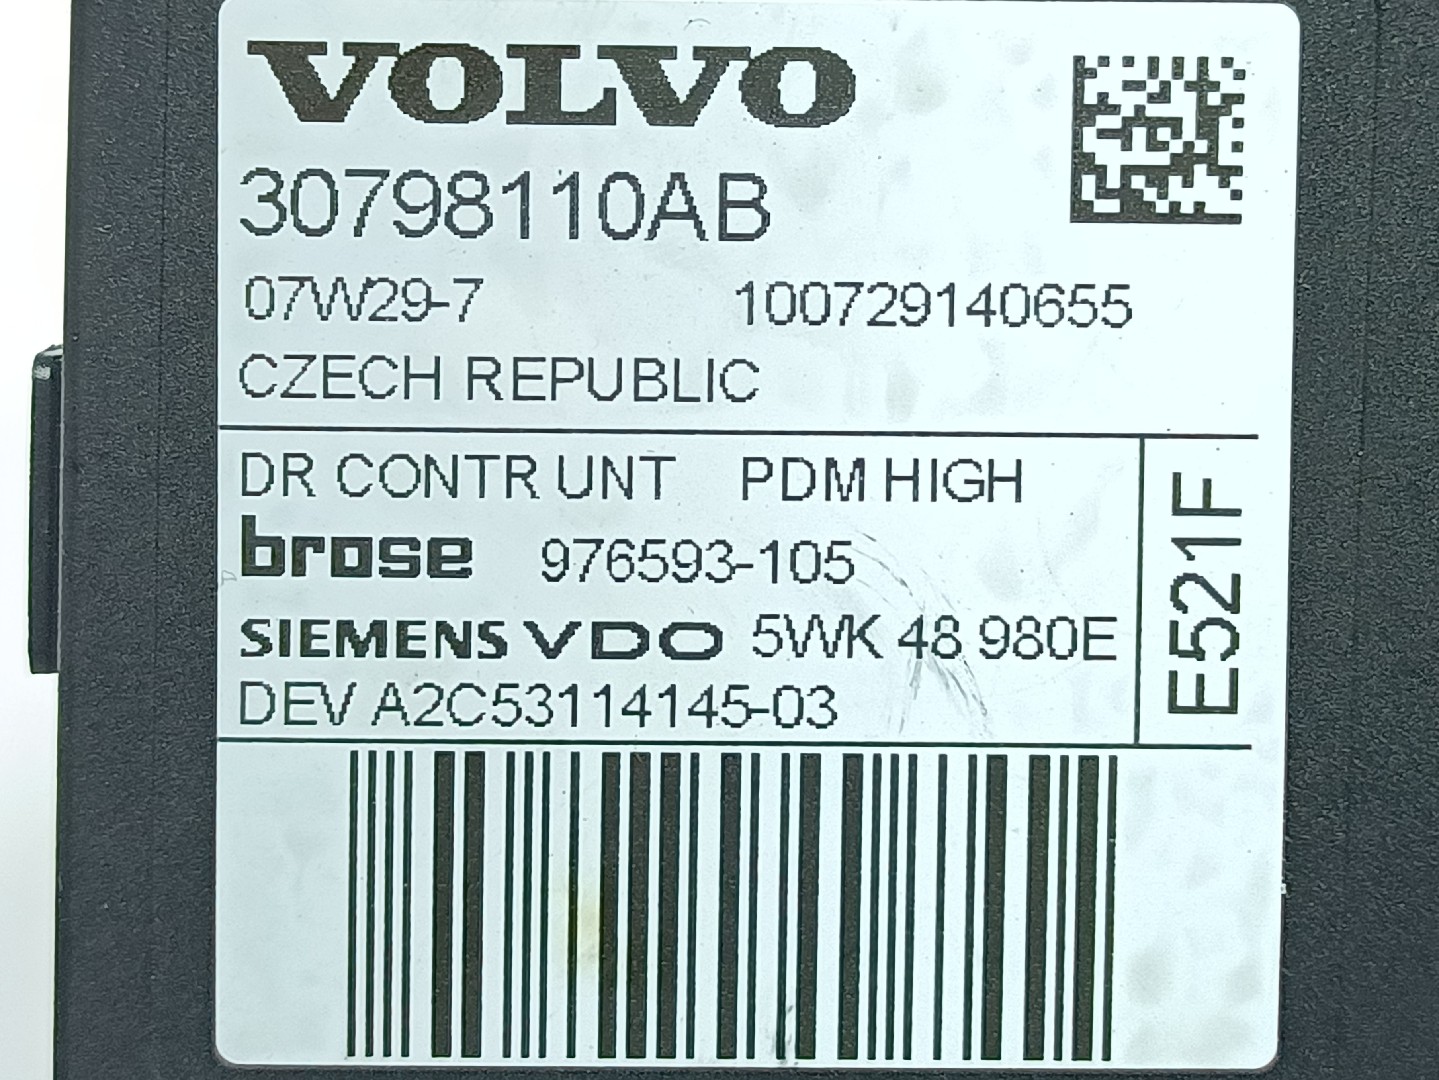 VOLVO
30798110AB
07W29-7 100729140655
CZECH REPUBLIC
DR CONTR UNT PDM HIGH
brose 976593-105
SIEMENS VDO 5WK 48 980E
DEV A2C53114145-03
E521F